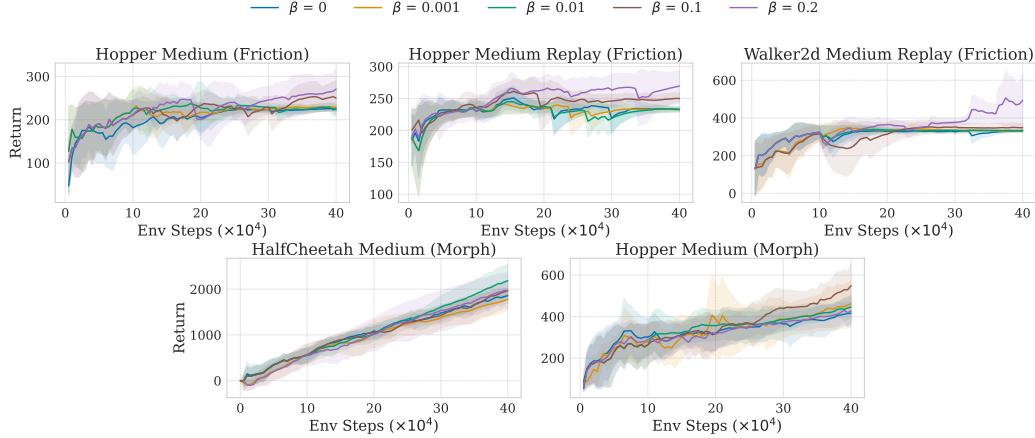 β = 0 β = 0.001 β = 0.01 β = 0.1 β = 0.2
Hopper Medium (Friction) Hopper Medium Replay (Friction) Walker2d Medium Replay (Friction)
300
200
100
Return
0 10 20 30 40
Env Steps (×10⁴)
300
250
200
150
100
0 10 20 30 40
Env Steps (×10⁴)
600
400
200
0
0 10 20 30 40
Env Steps (×10⁴)
HalfCheetah Medium (Morph) Hopper Medium (Morph)
2000
1000
0
Return
0 10 20 30 40
Env Steps (×10⁴)
600
400
200
0 10 20 30 40
Env Steps (×10⁴)